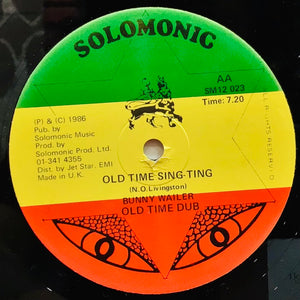 SOLOMONIC
AA
SM12 023
Time: 7.20
(P) & (C) 1986
Pub. by
Solomonic Music
Prod. by
Solomonic Prod. Ltd.
01-341 4355
Dist. by Jet Star. EMI
Made in U.K.
OLD TIME SING-TING
(N.O. Livingston)
BUNNY WAILER
OLD TIME DUB